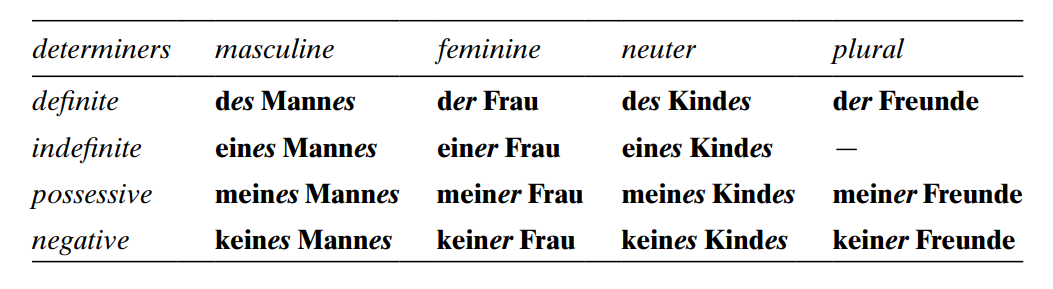 determiners masculine feminine neuter plural
definite des Mannes der Frau des Kindes der Freunde
indefinite eines Mannes einer Frau eines Kindes —
possessive meines Mannes meiner Frau meines Kindes meiner Freunde
negative keines Mannes keiner Frau keines Kindes keiner Freunde